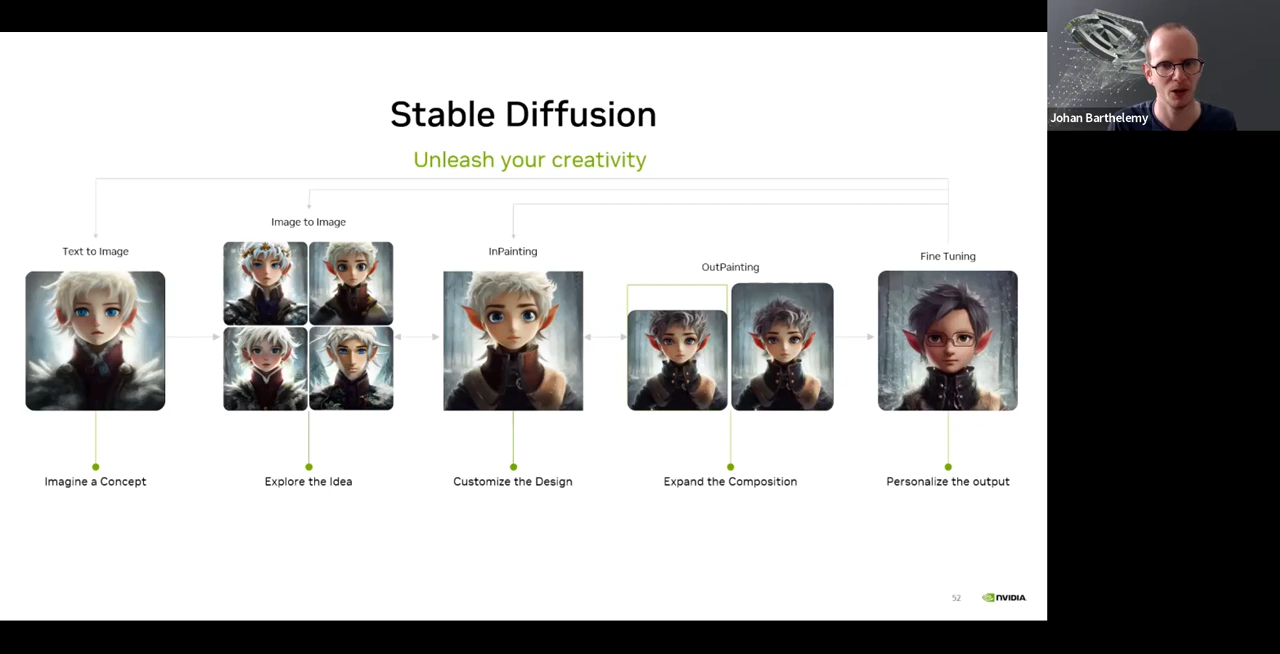 Stable Diffusion
Unleash your creativity
Text to Image
Image to Image
InPainting
OutPainting
Fine Tuning
Imagine a Concept
Explore the Idea
Customize the Design
Expand the Composition
Personalize the output
52
NVIDIA
Johan Barthelemy